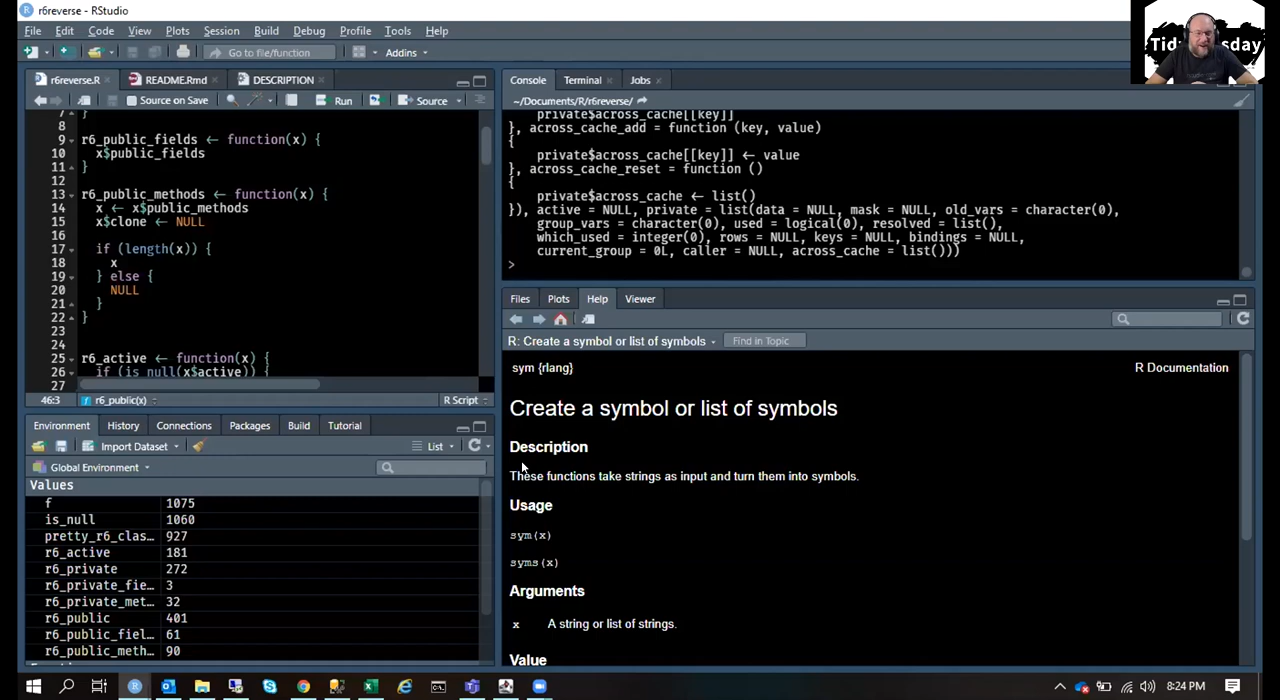 r6reverse - RStudio
File Edit Code View Plots Session Build Debug Profile Tools Help
Go to file/function Addins
Tid sday
r6reverse.R README.Rmd DESCRIPTION
Source on Save Run Source
7 }
8
9 r6_public_fields ← function(x) {
10 x$public_fields
11 }
12
13 r6_public_methods ← function(x) {
14 x ← x$public_methods
15 x$clone ← NULL
16
17 if (length(x)) {
18 x
19 } else {
20 NULL
21 }
22 }
23
24
25 r6_active ← function(x) {
26 if (is null(x$active)) {
27
46:3 r6_public(x) R Script
Console Terminal Jobs
~/Documents/R/r6reverse/
private$across_cache[[key]]
}, across_cache_add = function (key, value)
{
private$across_cache[[key]] ← value
}, across_cache_reset = function ()
{
private$across_cache ← list()
}), active = NULL, private = list(data = NULL, mask = NULL, old_vars = character(0),
group_vars = character(0), used = logical(0), resolved = list(),
which_used = integer(0), rows = NULL, keys = NULL, bindings = NULL,
current_group = 0L, caller = NULL, across_cache = list()))
>
Environment History Connections Packages Build Tutorial
Import Dataset List
Global Environment
Values
f 1075
is_null 1060
pretty_r6_clas… 927
r6_active 181
r6_private 272
r6_private_fie… 3
r6_private_met… 32
r6_public 401
r6_public_fiel… 61
r6_public_meth… 90
Files Plots Help Viewer
R: Create a symbol or list of symbols Find in Topic
sym {rlang} R Documentation
Create a symbol or list of symbols
Description
These functions take strings as input and turn them into symbols.
Usage
sym(x)
syms(x)
Arguments
x A string or list of strings.
Value
8:24 PM